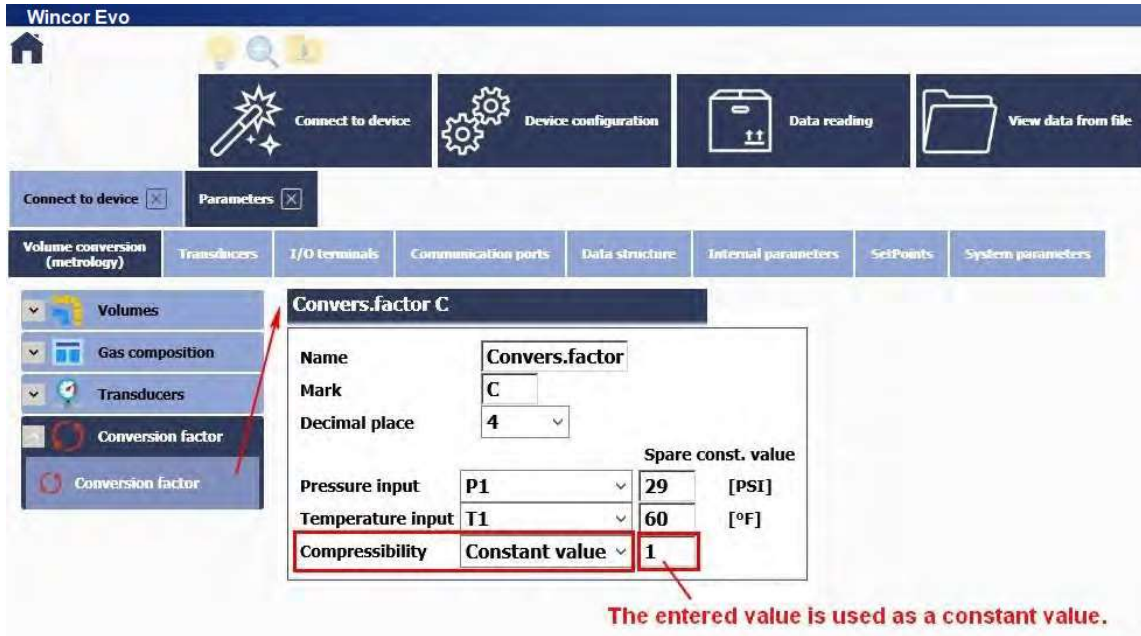 Wincor Evo
Connect to device
Device configuration
Data reading
View data from file
Connect to device
Parameters
Volume conversion
(metrology)
Transducers
I/O terminals
Communication ports
Data structure
Internal parameters
SetPoints
System parameters
Volumes
Gas composition
Transducers
Conversion factor
Conversion factor
Convers.factor C
Name Convers.factor
Mark C
Decimal place 4
Spare const. value
Pressure input P1 29 [PSI]
Temperature input T1 60 [ºF]
Compressibility Constant value 1
The entered value is used as a constant value.